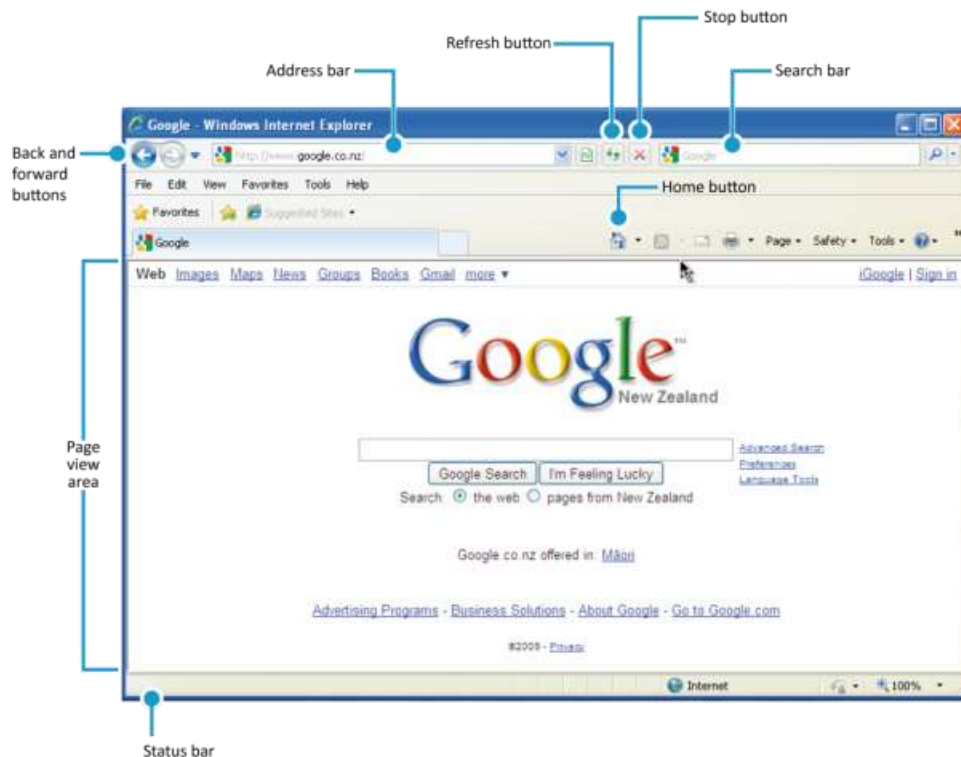 Stop button
Refresh button
Address bar
Search bar
Google - Windows Internet Explorer
Back and forward buttons
http://www.google.co.nz/
Google
File Edit View Favorites Tools Help
Home button
Favorites Suggested Sites
Google
Page Safety Tools
Web Images Maps News Groups Books Gmail more
iGoogle | Sign in
Google™
New Zealand
Page view area
Advanced Search
Preferences
Language Tools
Google Search I'm Feeling Lucky
Search: the web pages from New Zealand
Google.co.nz offered in: Māori
Advertising Programs - Business Solutions - About Google - Go to Google.com
©2009 - Privacy
Internet 100%
Status bar